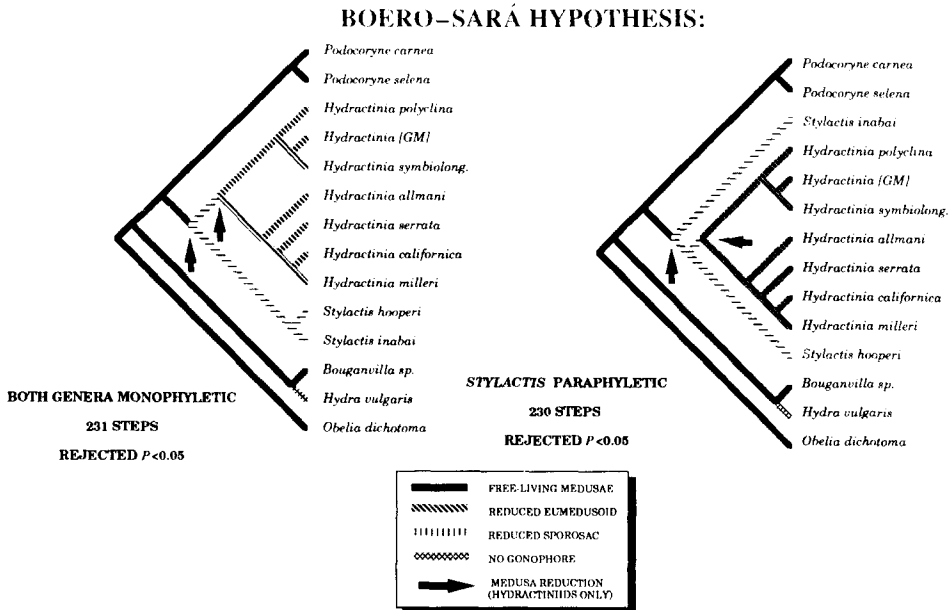 BOERO–SARÁ HYPOTHESIS:
Podocoryne carnea
Podocoryne selena
Hydractinia polyclina
Hydractinia [GM]
Hydractinia symbiolong.
Hydractinia allmani
Hydractinia serrata
Hydractinia californica
Hydractinia milleri
Stylactis hooperi
Stylactis inabai
Bouganvilla sp.
Hydra vulgaris
Obelia dichotoma
BOTH GENERA MONOPHYLETIC
231 STEPS
REJECTED P<0.05
Podocoryne carnea
Podocoryne selena
Stylactis inabai
Hydractinia polyclina
Hydractinia [GM]
Hydractinia symbiolong.
Hydractinia allmani
Hydractinia serrata
Hydractinia californica
Hydractinia milleri
Stylactis hooperi
Bouganvilla sp.
Hydra vulgaris
Obelia dichotoma
STYLACTIS PARAPHYLETIC
230 STEPS
REJECTED P<0.05
FREE-LIVING MEDUSAE
REDUCED EUMEDUSOID
REDUCED SPOROSAC
NO GONOPHORE
MEDUSA REDUCTION
(HYDRACTINIIDS ONLY)